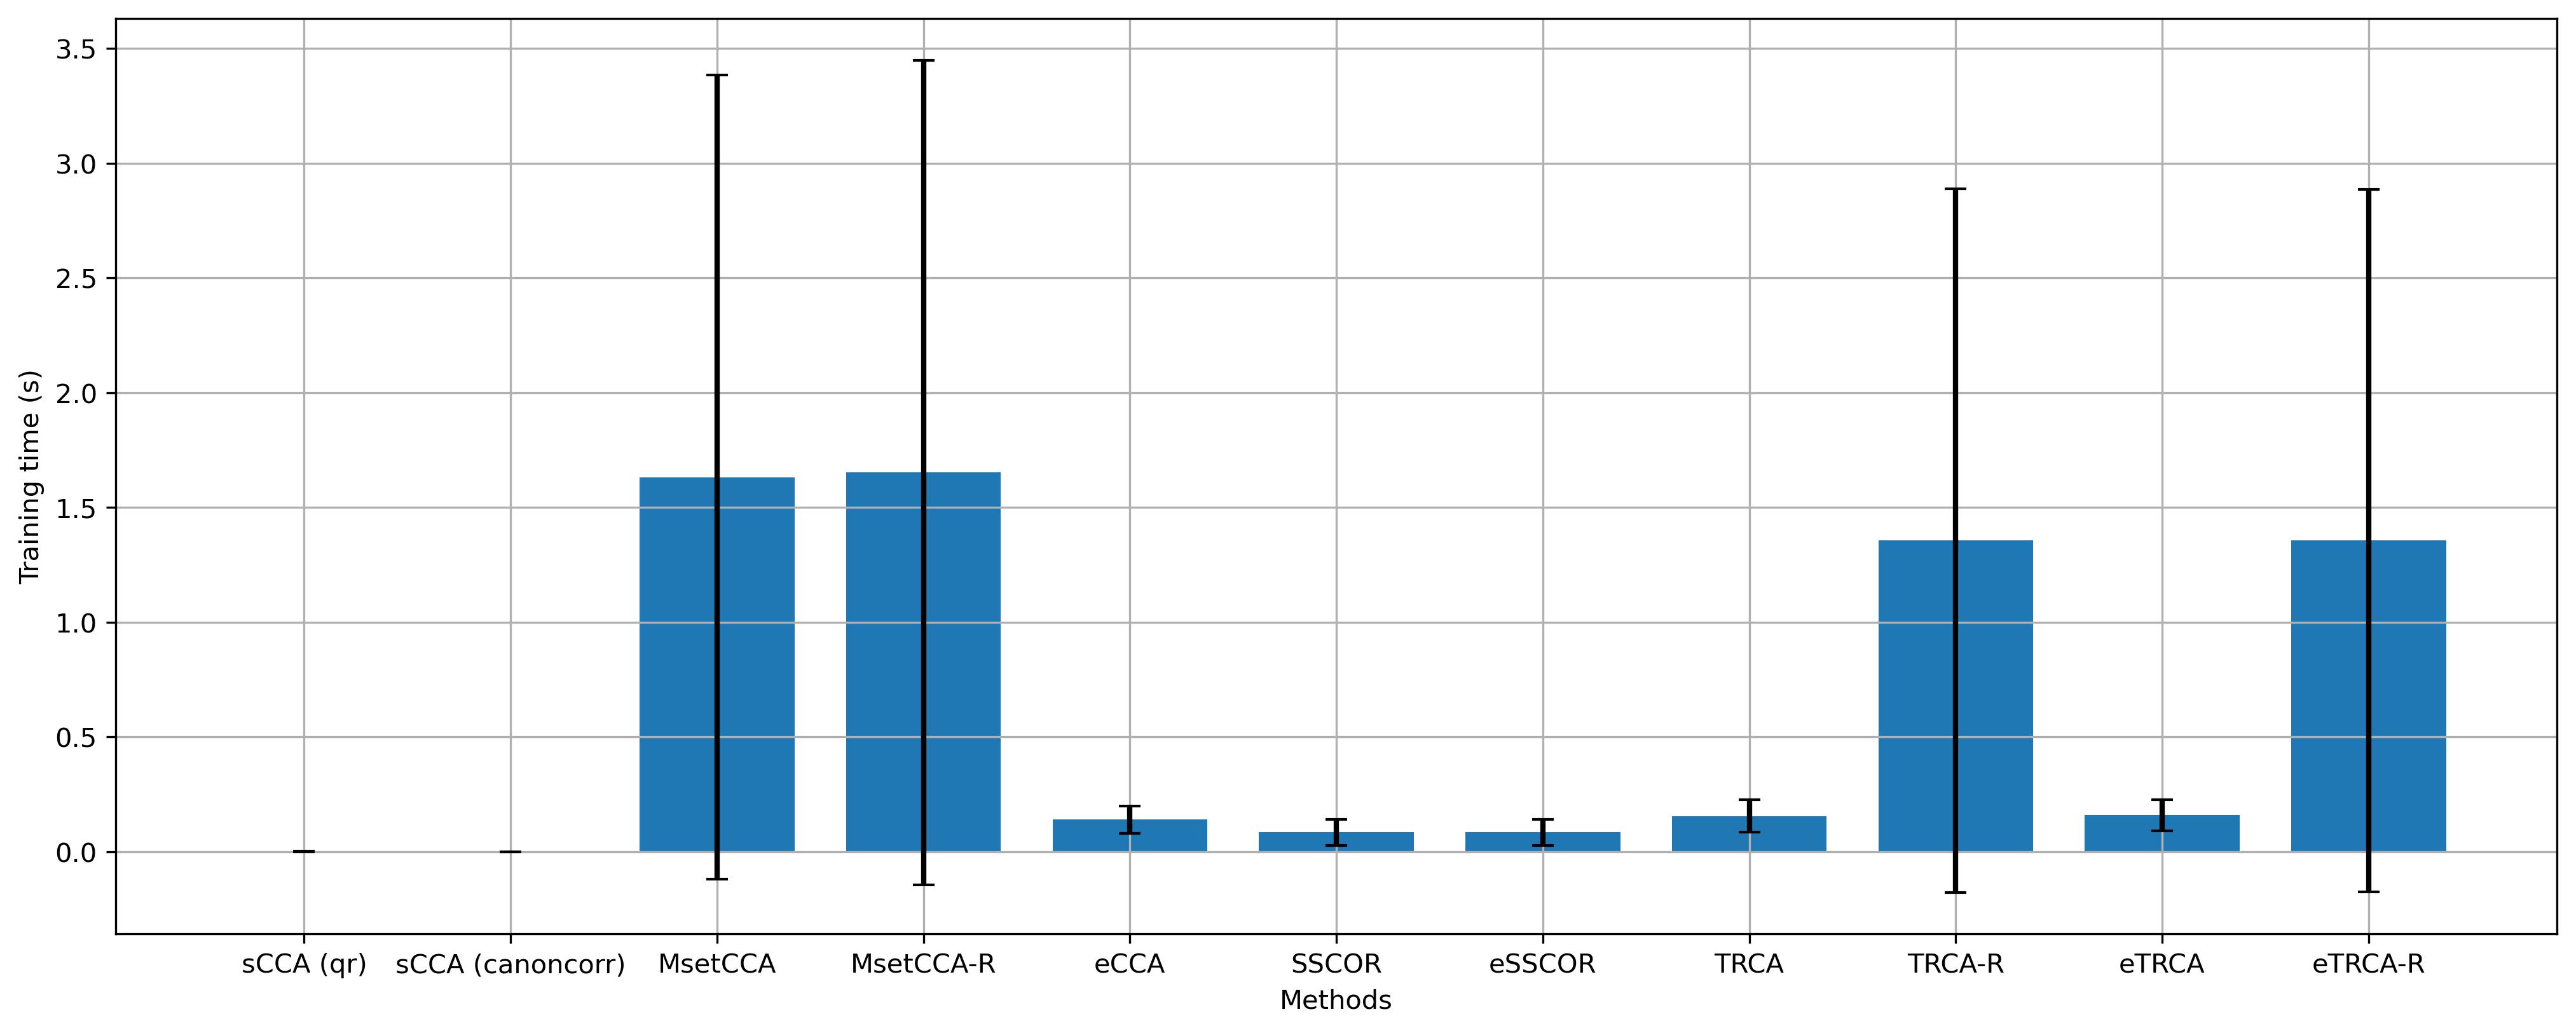 3.5
3.0
2.5
2.0
1.5
1.0
0.5
0.0
Training time (s)
sCCA (qr) sCCA (canoncorr) MsetCCA MsetCCA-R eCCA SSCOR eSSCOR TRCA TRCA-R eTRCA eTRCA-R
Methods